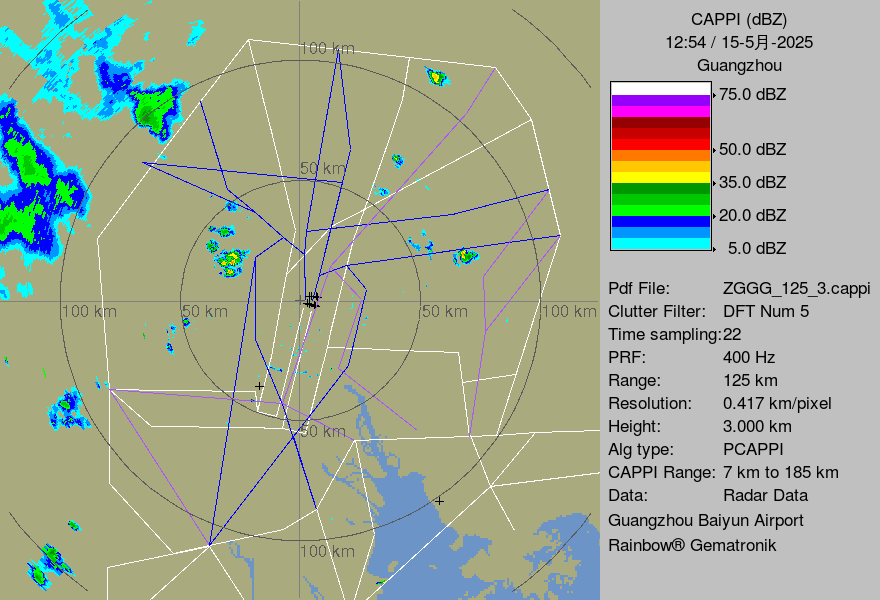 CAPPI (dBZ)
12:54 / 15-5月-2025
Guangzhou
75.0 dBZ
50.0 dBZ
35.0 dBZ
20.0 dBZ
5.0 dBZ
Pdf File: ZGGG_125_3.cappi
Clutter Filter: DFT Num 5
Time sampling:22
PRF: 400 Hz
Range: 125 km
Resolution: 0.417 km/pixel
Height: 3.000 km
Alg type: PCAPPI
CAPPI Range: 7 km to 185 km
Data: Radar Data
Guangzhou Baiyun Airport
Rainbow® Gematronik
100 km
50 km
100 km
50 km
50 km
100 km
50 km
100 km